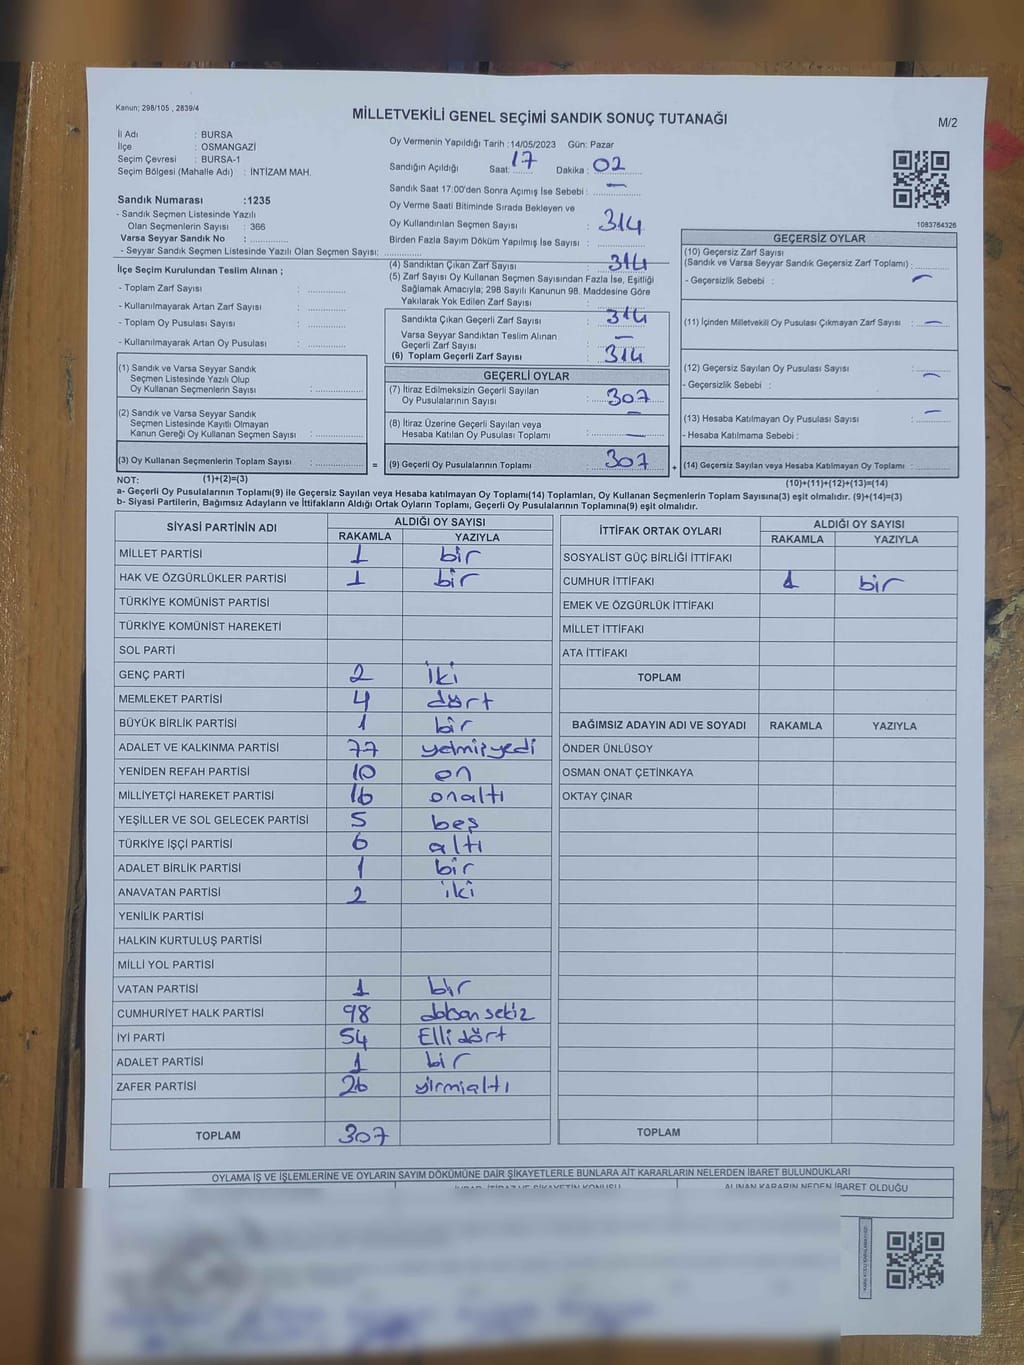 Kanun; 298/105 , 2839/4
MİLLETVEKİLİ GENEL SEÇİMİ SANDIK SONUÇ TUTANAĞI
M/2
İl Adı : BURSA
İlçe : OSMANGAZİ
Seçim Çevresi : BURSA-1
Seçim Bölgesi (Mahalle Adı) : İNTİZAM MAH.
Sandık Numarası :1235
- Sandık Seçmen Listesinde Yazılı
Olan Seçmenlerin Sayısı : 366
Varsa Seyyar Sandık No : ..............
- Seyyar Sandık Seçmen Listesinde Yazılı Olan Seçmen Sayısı: ..............
Oy Vermenin Yapıldığı Tarih :14/05/2023 Gün: Pazar
Sandığın Açıldığı Saat: 17 Dakika : 02
Sandık Saat 17:00'den Sonra Açımış İse Sebebi : —
Oy Verme Saati Bitiminde Sırada Bekleyen ve
Oy Kullandırılan Seçmen Sayısı : 314
Birden Fazla Sayım Döküm Yapılmış İse Sayısı : ..............
1083764326
İlçe Seçim Kurulundan Teslim Alınan ;
- Toplam Zarf Sayısı : ..............
- Kullanılmayarak Artan Zarf Sayısı : ..............
- Toplam Oy Pusulası Sayısı : ..............
- Kullanılmayarak Artan Oy Pusulası : ..............
(1) Sandık ve Varsa Seyyar Sandık
Seçmen Listesinde Yazılı Olup
Oy Kullanan Seçmenlerin Sayısı : ..............
(2) Sandık ve Varsa Seyyar Sandık
Seçmen Listesinde Kayıtlı Olmayan
Kanun Gereği Oy Kullanan Seçmen Sayısı : ..............
(3) Oy Kullanan Seçmenlerin Toplam Sayısı : ..............
(4) Sandıktan Çıkan Zarf Sayısı : 314
(5) Zarf Sayısı Oy Kullanan Seçmen Sayısından Fazla İse, Eşitliği
Sağlamak Amacıyla; 298 Sayılı Kanunun 98. Maddesine Göre
Yakılarak Yok Edilen Zarf Sayısı : ..............
Sandıkta Çıkan Geçerli Zarf Sayısı : 314
Varsa Seyyar Sandıktan Teslim Alınan
Geçerli Zarf Sayısı : —
(6) Toplam Geçerli Zarf Sayısı : 314
GEÇERLİ OYLAR
(7) İtiraz Edilmeksizin Geçerli Sayılan
Oy Pusulalarının Sayısı : 307
—
(8) İtiraz Üzerine Geçerli Sayılan veya
Hesaba Katılan Oy Pusulası Toplamı : —
= (9) Geçerli Oy Pusulalarının Toplamı : 307 +
GEÇERSİZ OYLAR
(10) Geçersiz Zarf Sayısı
(Sandık ve Varsa Seyyar Sandık Geçersiz Zarf Toplamı) : ..............
- Geçersizlik Sebebi : —
(11) İçinden Milletvekili Oy Pusulası Çıkmayan Zarf Sayısı : —
(12) Geçersiz Sayılan Oy Pusulası Sayısı : ..............
- Geçersizlik Sebebi : —
(13) Hesaba Katılmayan Oy Pusulası Sayısı : —
- Hesaba Katılmama Sebebi :
(14) Geçersiz Sayılan veya Hesaba Katılmayan Oy Toplamı : ..............
NOT: (1)+(2)=(3) (10)+(11)+(12)+(13)=(14)
a- Geçerli Oy Pusulalarının Toplamı(9) ile Geçersiz Sayılan veya Hesaba katılmayan Oy Toplamı(14) Toplamları, Oy Kullanan Seçmenlerin Toplam Sayısına(3) eşit olmalıdır. (9)+(14)=(3)
b- Siyasi Partilerin, Bağımsız Adayların ve İttifakların Aldığı Ortak Oyların Toplamı, Geçerli Oy Pusulalarının Toplamına(9) eşit olmalıdır.
SİYASİ PARTİNİN ADI ALDIĞI OY SAYISI
RAKAMLA YAZIYLA
MİLLET PARTİSİ 1 bir
HAK VE ÖZGÜRLÜKLER PARTİSİ 1 bir
TÜRKİYE KOMÜNİST PARTİSİ
TÜRKİYE KOMÜNİST HAREKETİ
SOL PARTİ
GENÇ PARTİ 2 iki
MEMLEKET PARTİSİ 4 dört
BÜYÜK BİRLİK PARTİSİ 1 bir
ADALET VE KALKINMA PARTİSİ 77 yetmişyedi
YENİDEN REFAH PARTİSİ 10 on
MİLLİYETÇİ HAREKET PARTİSİ 16 onaltı
YEŞİLLER VE SOL GELECEK PARTİSİ 5 beş
TÜRKİYE İŞÇİ PARTİSİ 6 altı
ADALET BİRLİK PARTİSİ 1 bir
ANAVATAN PARTİSİ 2 iki
YENİLİK PARTİSİ
HALKIN KURTULUŞ PARTİSİ
MİLLİ YOL PARTİSİ
VATAN PARTİSİ 1 bir
CUMHURİYET HALK PARTİSİ 98 doksan sekiz
İYİ PARTİ 54 Elli dört
ADALET PARTİSİ 1 bir
ZAFER PARTİSİ 26 yirmialtı
TOPLAM 307
İTTİFAK ORTAK OYLARI ALDIĞI OY SAYISI
RAKAMLA YAZIYLA
SOSYALİST GÜÇ BİRLİĞİ İTTİFAKI
CUMHUR İTTİFAKI 1 bir
EMEK VE ÖZGÜRLÜK İTTİFAKI
MİLLET İTTİFAKI
ATA İTTİFAKI
TOPLAM
BAĞIMSIZ ADAYIN ADI VE SOYADI RAKAMLA YAZIYLA
ÖNDER ÜNLÜSOY
OSMAN ONAT ÇETİNKAYA
OKTAY ÇINAR
TOPLAM
OYLAMA İŞ VE İŞLEMLERİNE VE OYLARIN SAYIM DÖKÜMÜNE DAİR ŞİKAYETLERLE BUNLARA AİT KARARLARIN NELERDEN İBARET BULUNDUKLARI
ALINAN KARARIN NEDEN İBARET OLDUĞU